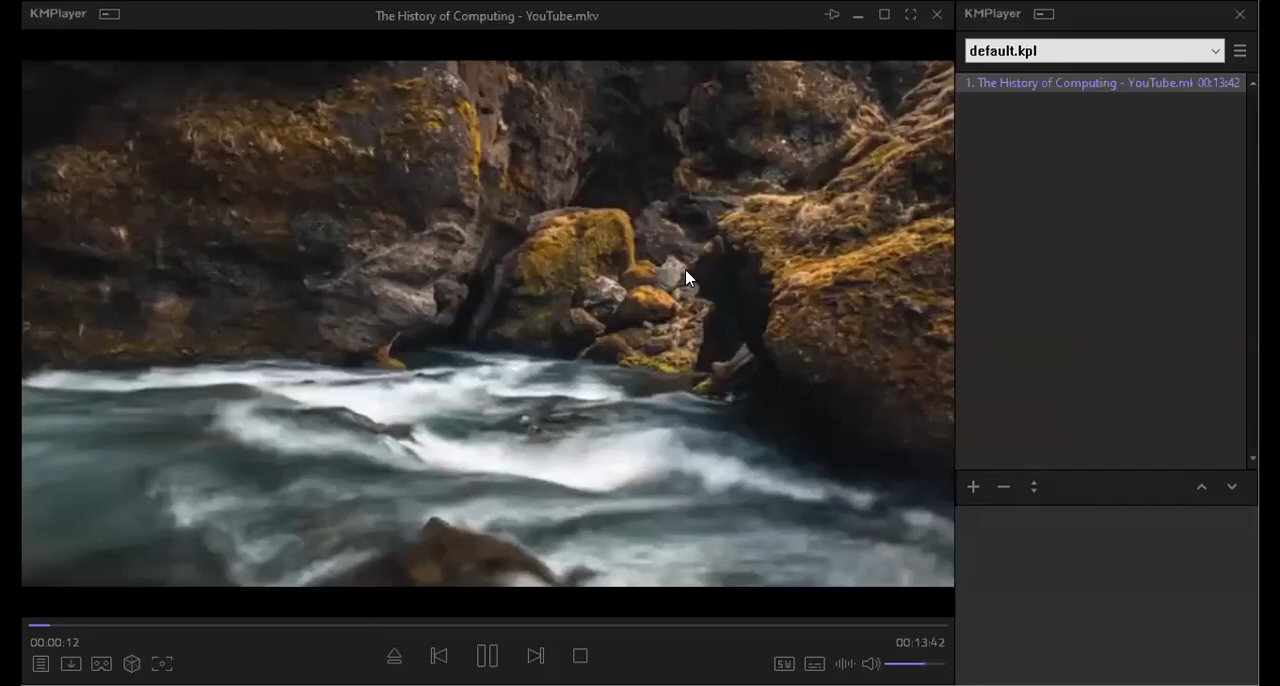 KMPlayer
The History of Computing - YouTube.mkv
KMPlayer
default.kpl
1. The History of Computing - YouTube.mk 00:13:42
00:00:12
00:13:42
SW